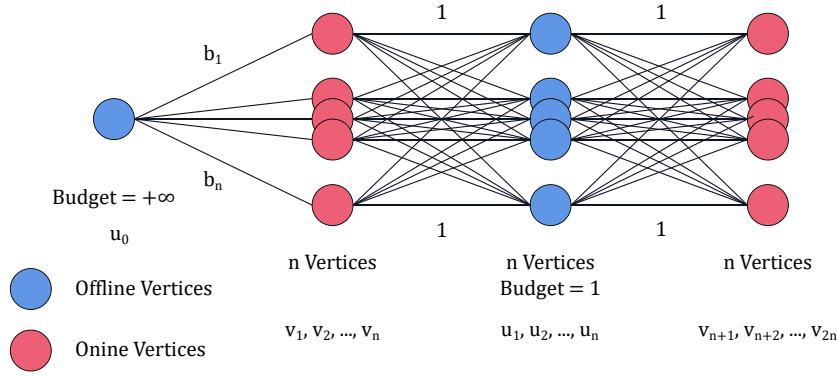 1 1
b₁
bₙ
Budget = +∞
u₀
1 1
n Vertices n Vertices n Vertices
Budget = 1
Offline Vertices
v₁, v₂, ..., vₙ u₁, u₂, ..., uₙ vₙ₊₁, vₙ₊₂, ..., v₂ₙ
Onine Vertices